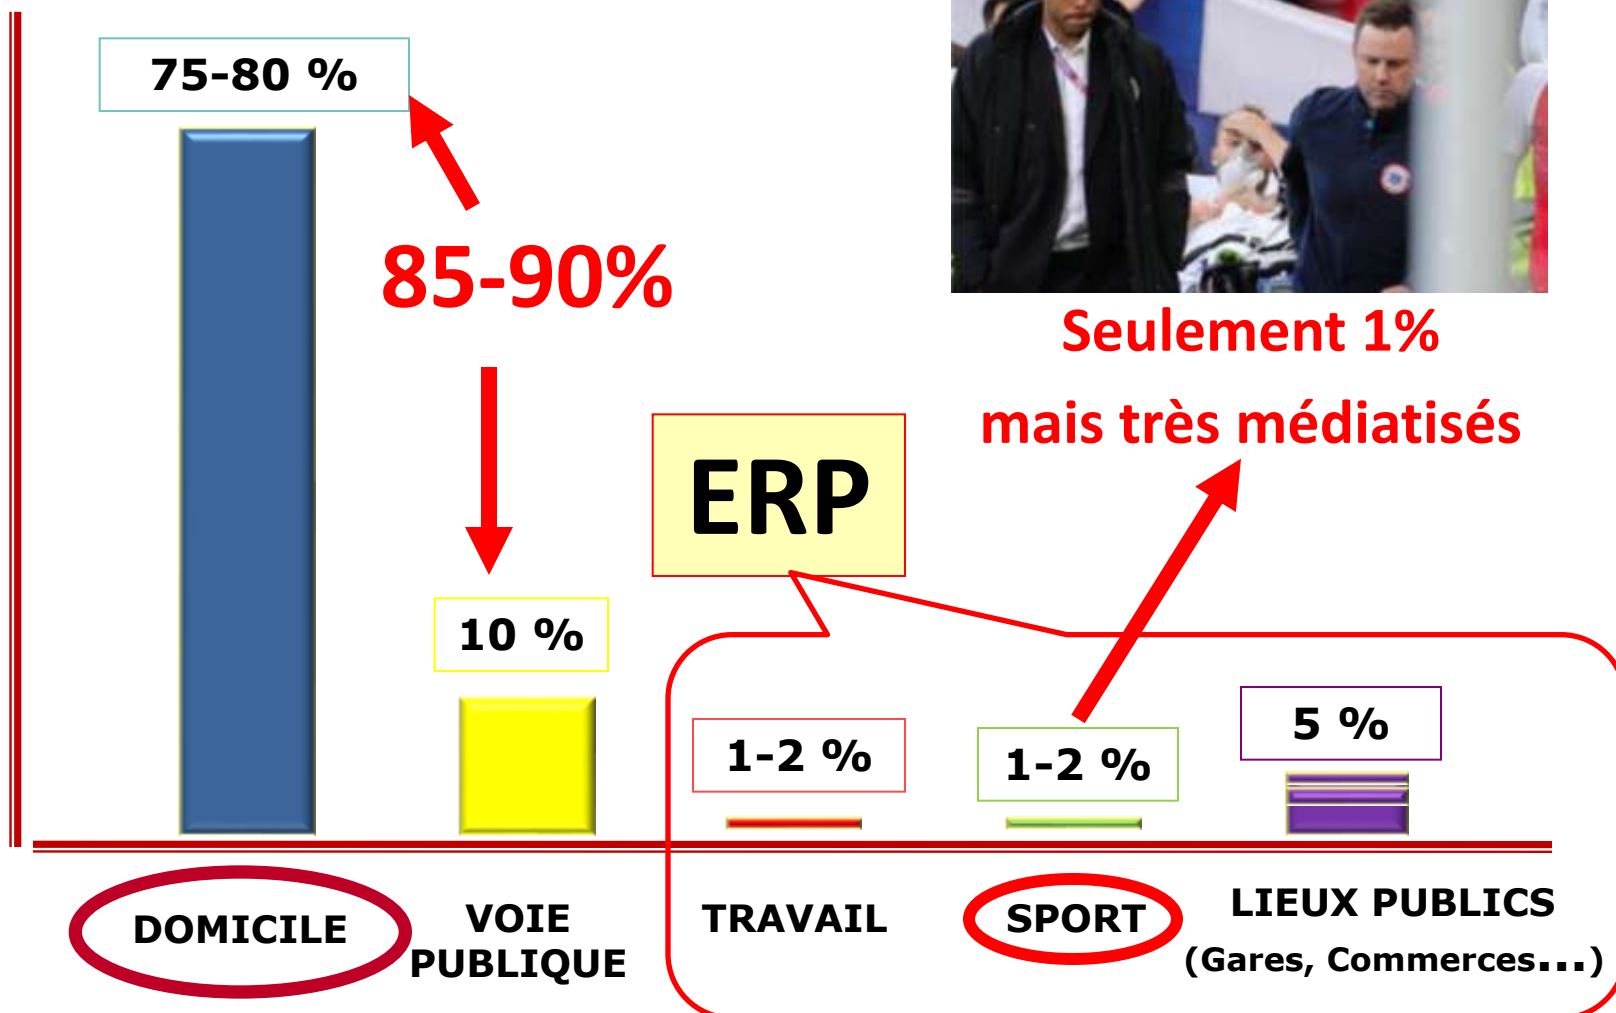 75-80 %
85-90%
Seulement 1%
mais très médiatisés
ERP
10 %
1-2 %
1-2 %
5 %
DOMICILE
VOIE
PUBLIQUE
TRAVAIL
SPORT
LIEUX PUBLICS
(Gares, Commerces...)